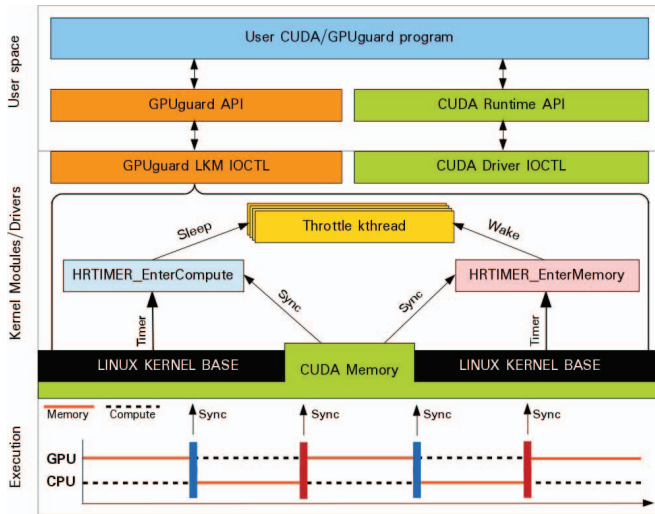 User space
User CUDA/GPUguard program
GPUguard API
CUDA Runtime API
Kernel Modules/Drivers
GPUguard LKM IOCTL
CUDA Driver IOCTL
Sleep
Throttle kthread
Wake
HRTIMER_EnterCompute
HRTIMER_EnterMemory
Sync
Sync
Timer
Timer
LINUX KERNEL BASE
CUDA Memory
LINUX KERNEL BASE
Execution
Memory
Compute
Sync
Sync
Sync
Sync
GPU
CPU